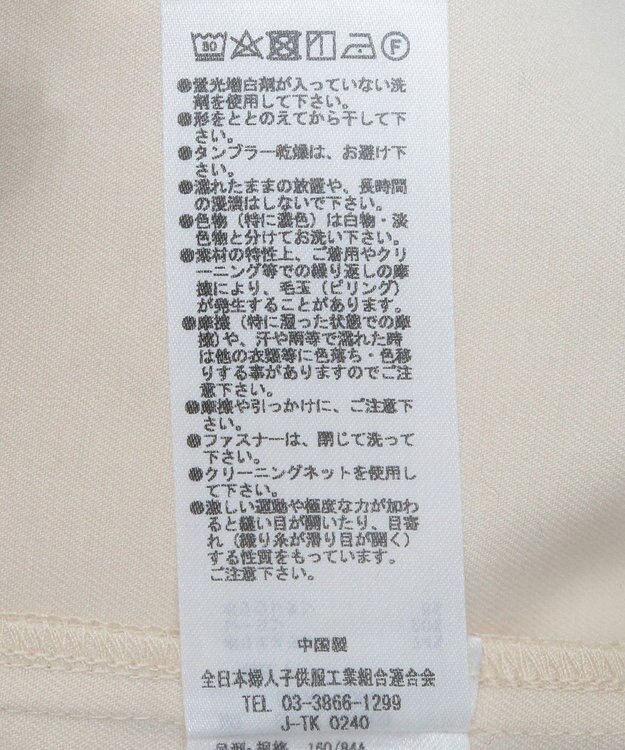 ●蛍光増白剤が入っていない洗
剤を使用して下さい。
●形をととのえてから干して下
さい。
●タンブラー乾燥は、お避け下
さい。
●濡れたままの放置や、長時間
の浸漬はしないで下さい。
●色物（特に濃色）は白物・淡
色物と分けてお洗い下さい。
●素材の特性上、ご着用やクリ
ーニング等での繰り返しの摩
擦により、毛玉（ピリング）
が発生することがあります。
●摩擦（特に湿った状態での摩
擦）や、汗や雨等で濡れた時
は他の衣類等に色落ち・色移
りする事がありますのでご注
意下さい。
●摩擦や引っかけに、ご注意下
さい。
●ファスナーは、閉じて洗って
下さい。
●クリーニングネットを使用し
て下さい。
●激しい運動や極度な力が加わ
ると縫い目が開いたり、目寄
れ（織り糸が滑り目が開く）
する性質をもっています。
ご注意下さい。
中国製
全日本婦人子供服工業組合連合会
TEL 03-3866-1299
J-TK 0240
号型・規格 160/84A